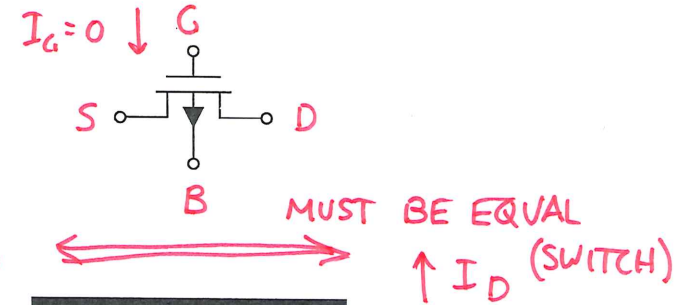 I_G = 0 ↓ G
S D
B
MUST BE EQUAL
↑ I_D (SWITCH)